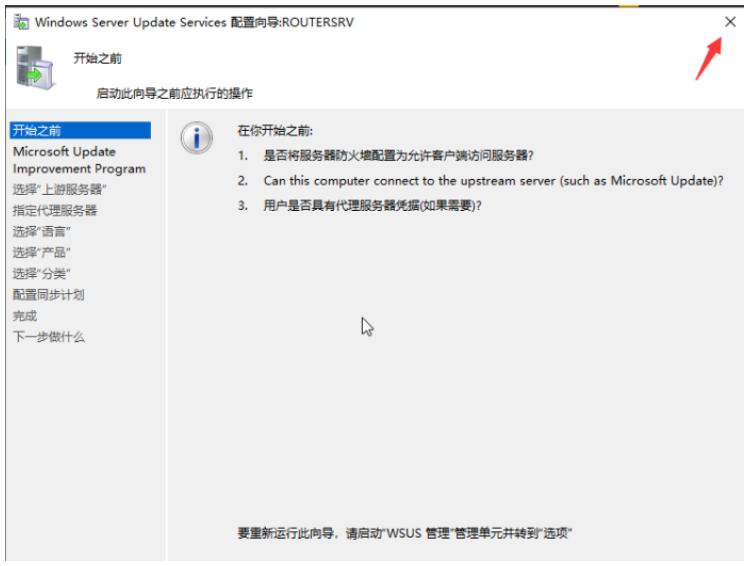 Windows Server Update Services 配置向导:ROUTERSRV
开始之前
启动此向导之前应执行的操作
开始之前
Microsoft Update
Improvement Program
选择"上游服务器"
指定代理服务器
选择"语言"
选择"产品"
选择"分类"
配置同步计划
完成
下一步做什么
在你开始之前:
1. 是否将服务器防火墙配置为允许客户端访问服务器?
2. Can this computer connect to the upstream server (such as Microsoft Update)?
3. 用户是否具有代理服务器凭据(如果需要)?
要重新运行此向导，请启动"WSUS 管理"管理单元并转到"选项"